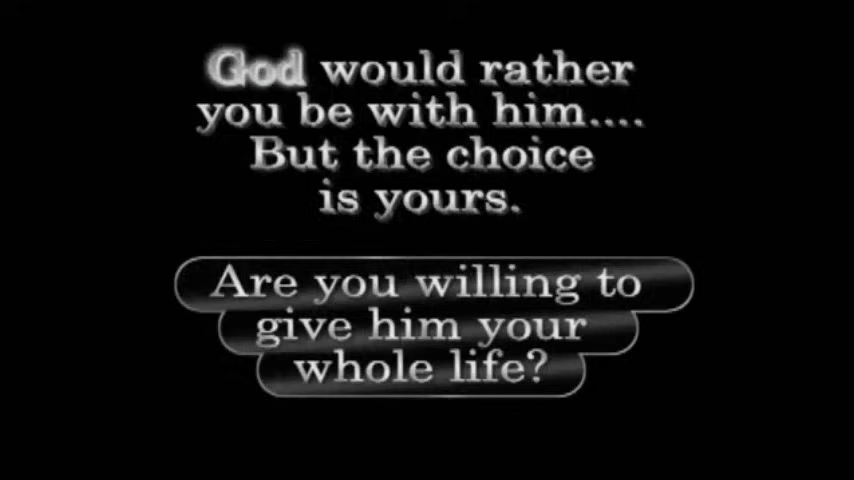 God would rather
you be with him....
But the choice
is yours.
Are you willing to
give him your
whole life?